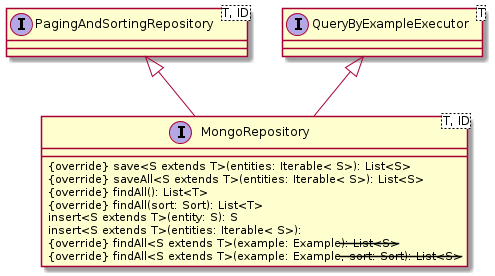 I PagingAndSortingRepository T, ID
I QueryByExampleExecutor T
I MongoRepository T, ID
{override} save<S extends T>(entities: Iterable< S>): List<S>
{override} saveAll<S extends T>(entities: Iterable< S>): List<S>
{override} findAll(): List<T>
{override} findAll(sort: Sort): List<T>
insert<S extends T>(entity: S): S
insert<S extends T>(entities: Iterable< S>):
{override} findAll<S extends T>(example: Example): List<S>
{override} findAll<S extends T>(example: Example, sort: Sort): List<S>